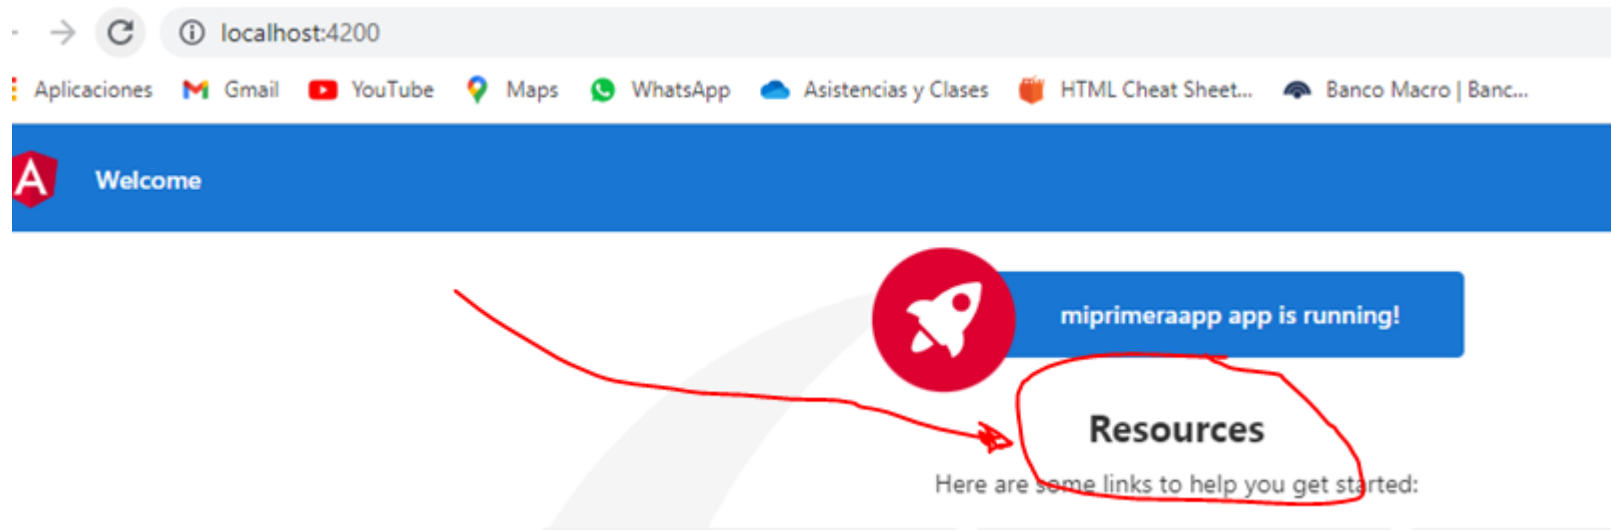 localhost:4200
Aplicaciones Gmail YouTube Maps WhatsApp Asistencias y Clases HTML Cheat Sheet... Banco Macro | Banc...
A Welcome
miprimeraapp app is running!
Resources
Here are some links to help you get started: